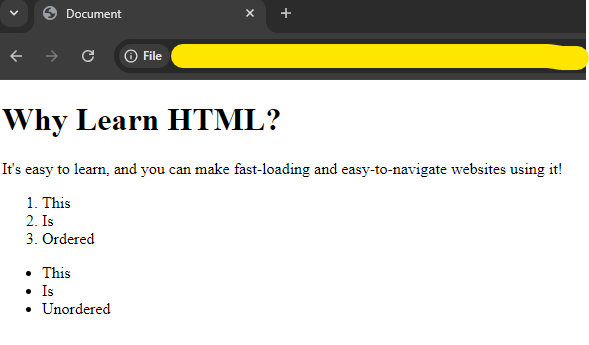 Document
File
Why Learn HTML?
It's easy to learn, and you can make fast-loading and easy-to-navigate websites using it!
1. This
2. Is
3. Ordered
• This
• Is
• Unordered